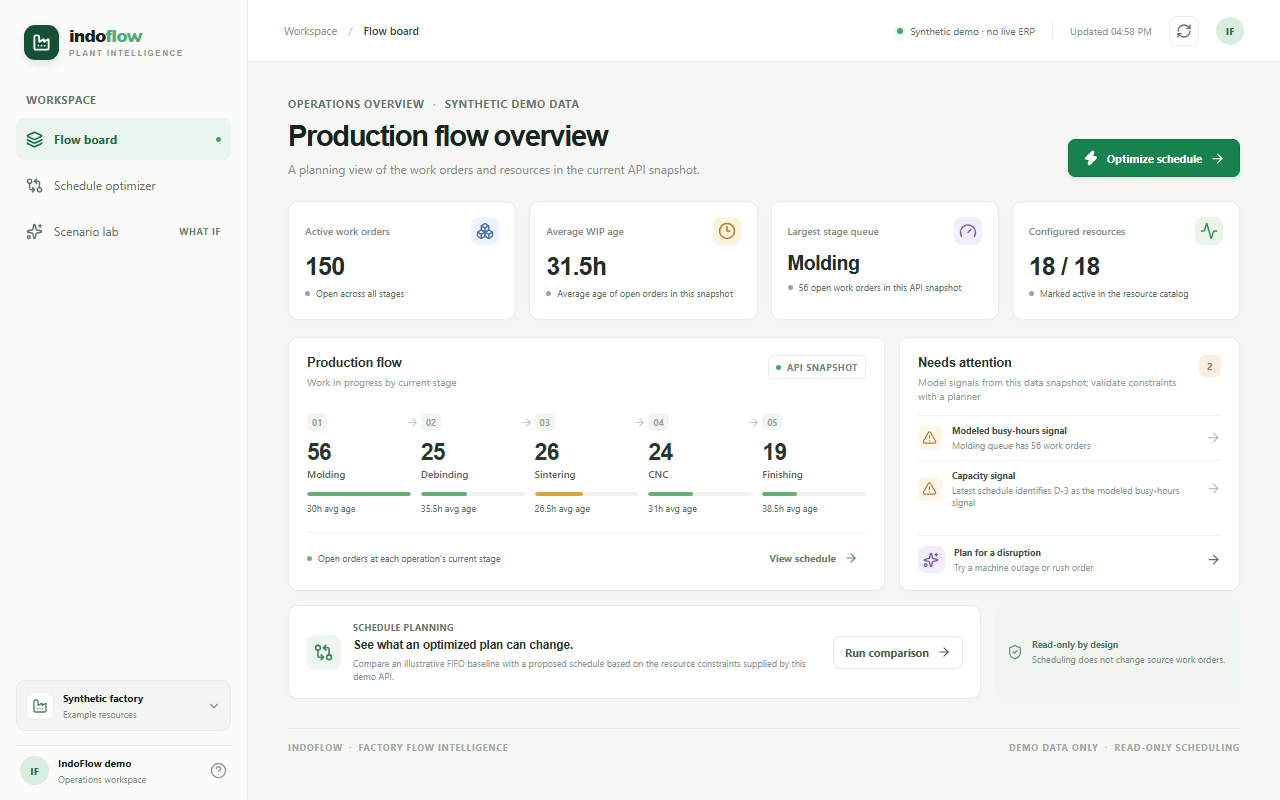 indoflow
PLANT INTELLIGENCE
WORKSPACE
Flow board
Schedule optimizer
Scenario lab WHAT IF
Synthetic factory
Example resources
IF
IndoFlow demo
Operations workspace
Workspace / Flow board
Synthetic demo · no live ERP
Updated 04:58 PM
IF
OPERATIONS OVERVIEW · SYNTHETIC DEMO DATA
Production flow overview
A planning view of the work orders and resources in the current API snapshot.
Optimize schedule
Active work orders
150
Open across all stages
Average WIP age
31.5h
Average age of open orders in this snapshot
Largest stage queue
Molding
56 open work orders in this API snapshot
Configured resources
18 / 18
Marked active in the resource catalog
Production flow
Work in progress by current stage
API SNAPSHOT
01
56
Molding
30h avg age
02
25
Debinding
35.5h avg age
03
26
Sintering
26.5h avg age
04
24
CNC
31h avg age
05
19
Finishing
38.5h avg age
Open orders at each operation's current stage
View schedule
Needs attention
2
Model signals from this data snapshot; validate constraints
with a planner
Modeled busy-hours signal
Molding queue has 56 work orders
Capacity signal
Latest schedule identifies D-3 as the modeled busy-hours
signal
Plan for a disruption
Try a machine outage or rush order
SCHEDULE PLANNING
See what an optimized plan can change.
Compare an illustrative FIFO baseline with a proposed schedule based on the resource constraints supplied by this
demo API.
Run comparison
Read-only by design
Scheduling does not change source work orders.
INDOFLOW · FACTORY FLOW INTELLIGENCE
DEMO DATA ONLY · READ-ONLY SCHEDULING